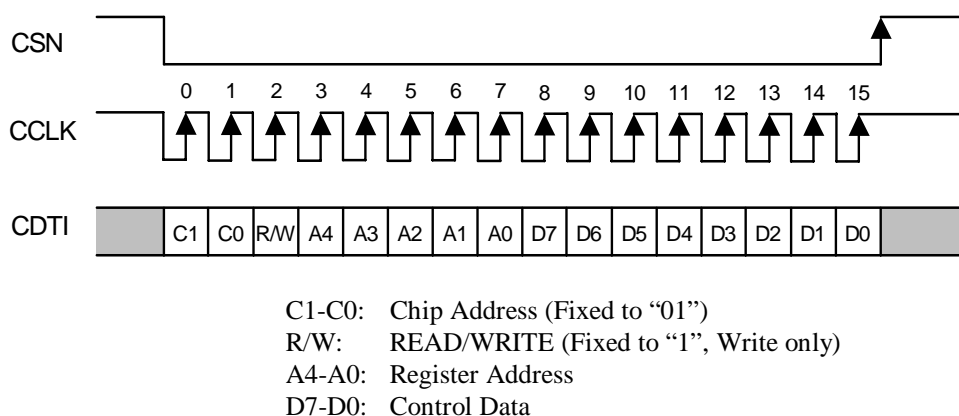 CSN
0 1 2 3 4 5 6 7 8 9 10 11 12 13 14 15
CCLK
CDTI
C1 C0 R/W A4 A3 A2 A1 A0 D7 D6 D5 D4 D3 D2 D1 D0
C1-C0: Chip Address (Fixed to “01”)
R/W: READ/WRITE (Fixed to “1”, Write only)
A4-A0: Register Address
D7-D0: Control Data